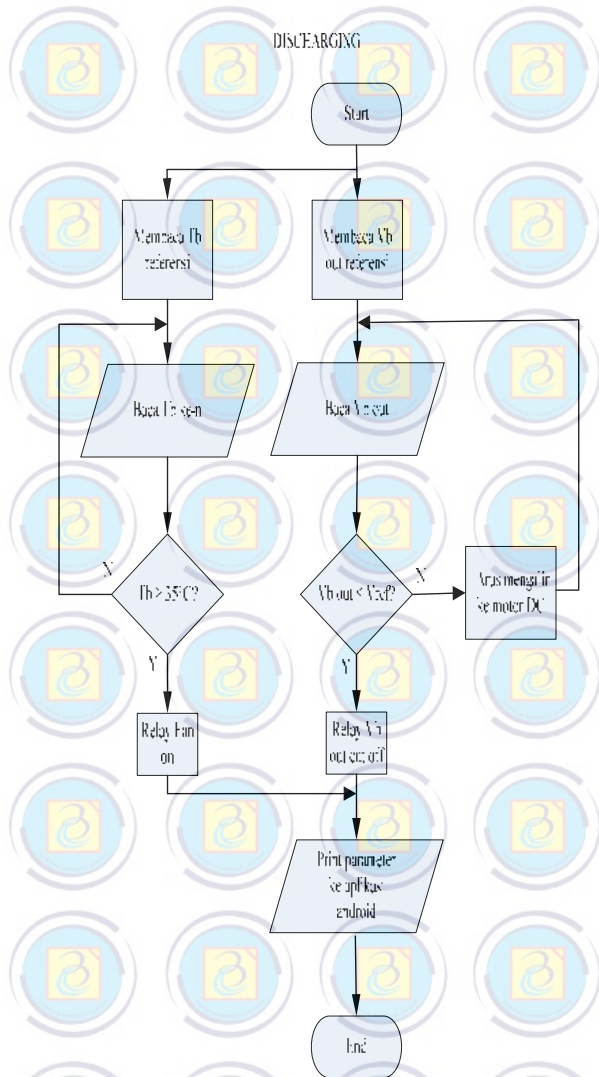 DISCHARGING
Start
Membaca Tb
referensi
Membaca Vb
out referensi
Baca Tb ke-n
Baca Vb out
Tb > 35°C?
N
Y
Vb out < Vref?
N
Y
Arus mengalir
ke motor DC
Relay Fan
on
Relay Vb
out cut off
Print parameter
ke aplikasi
android
End